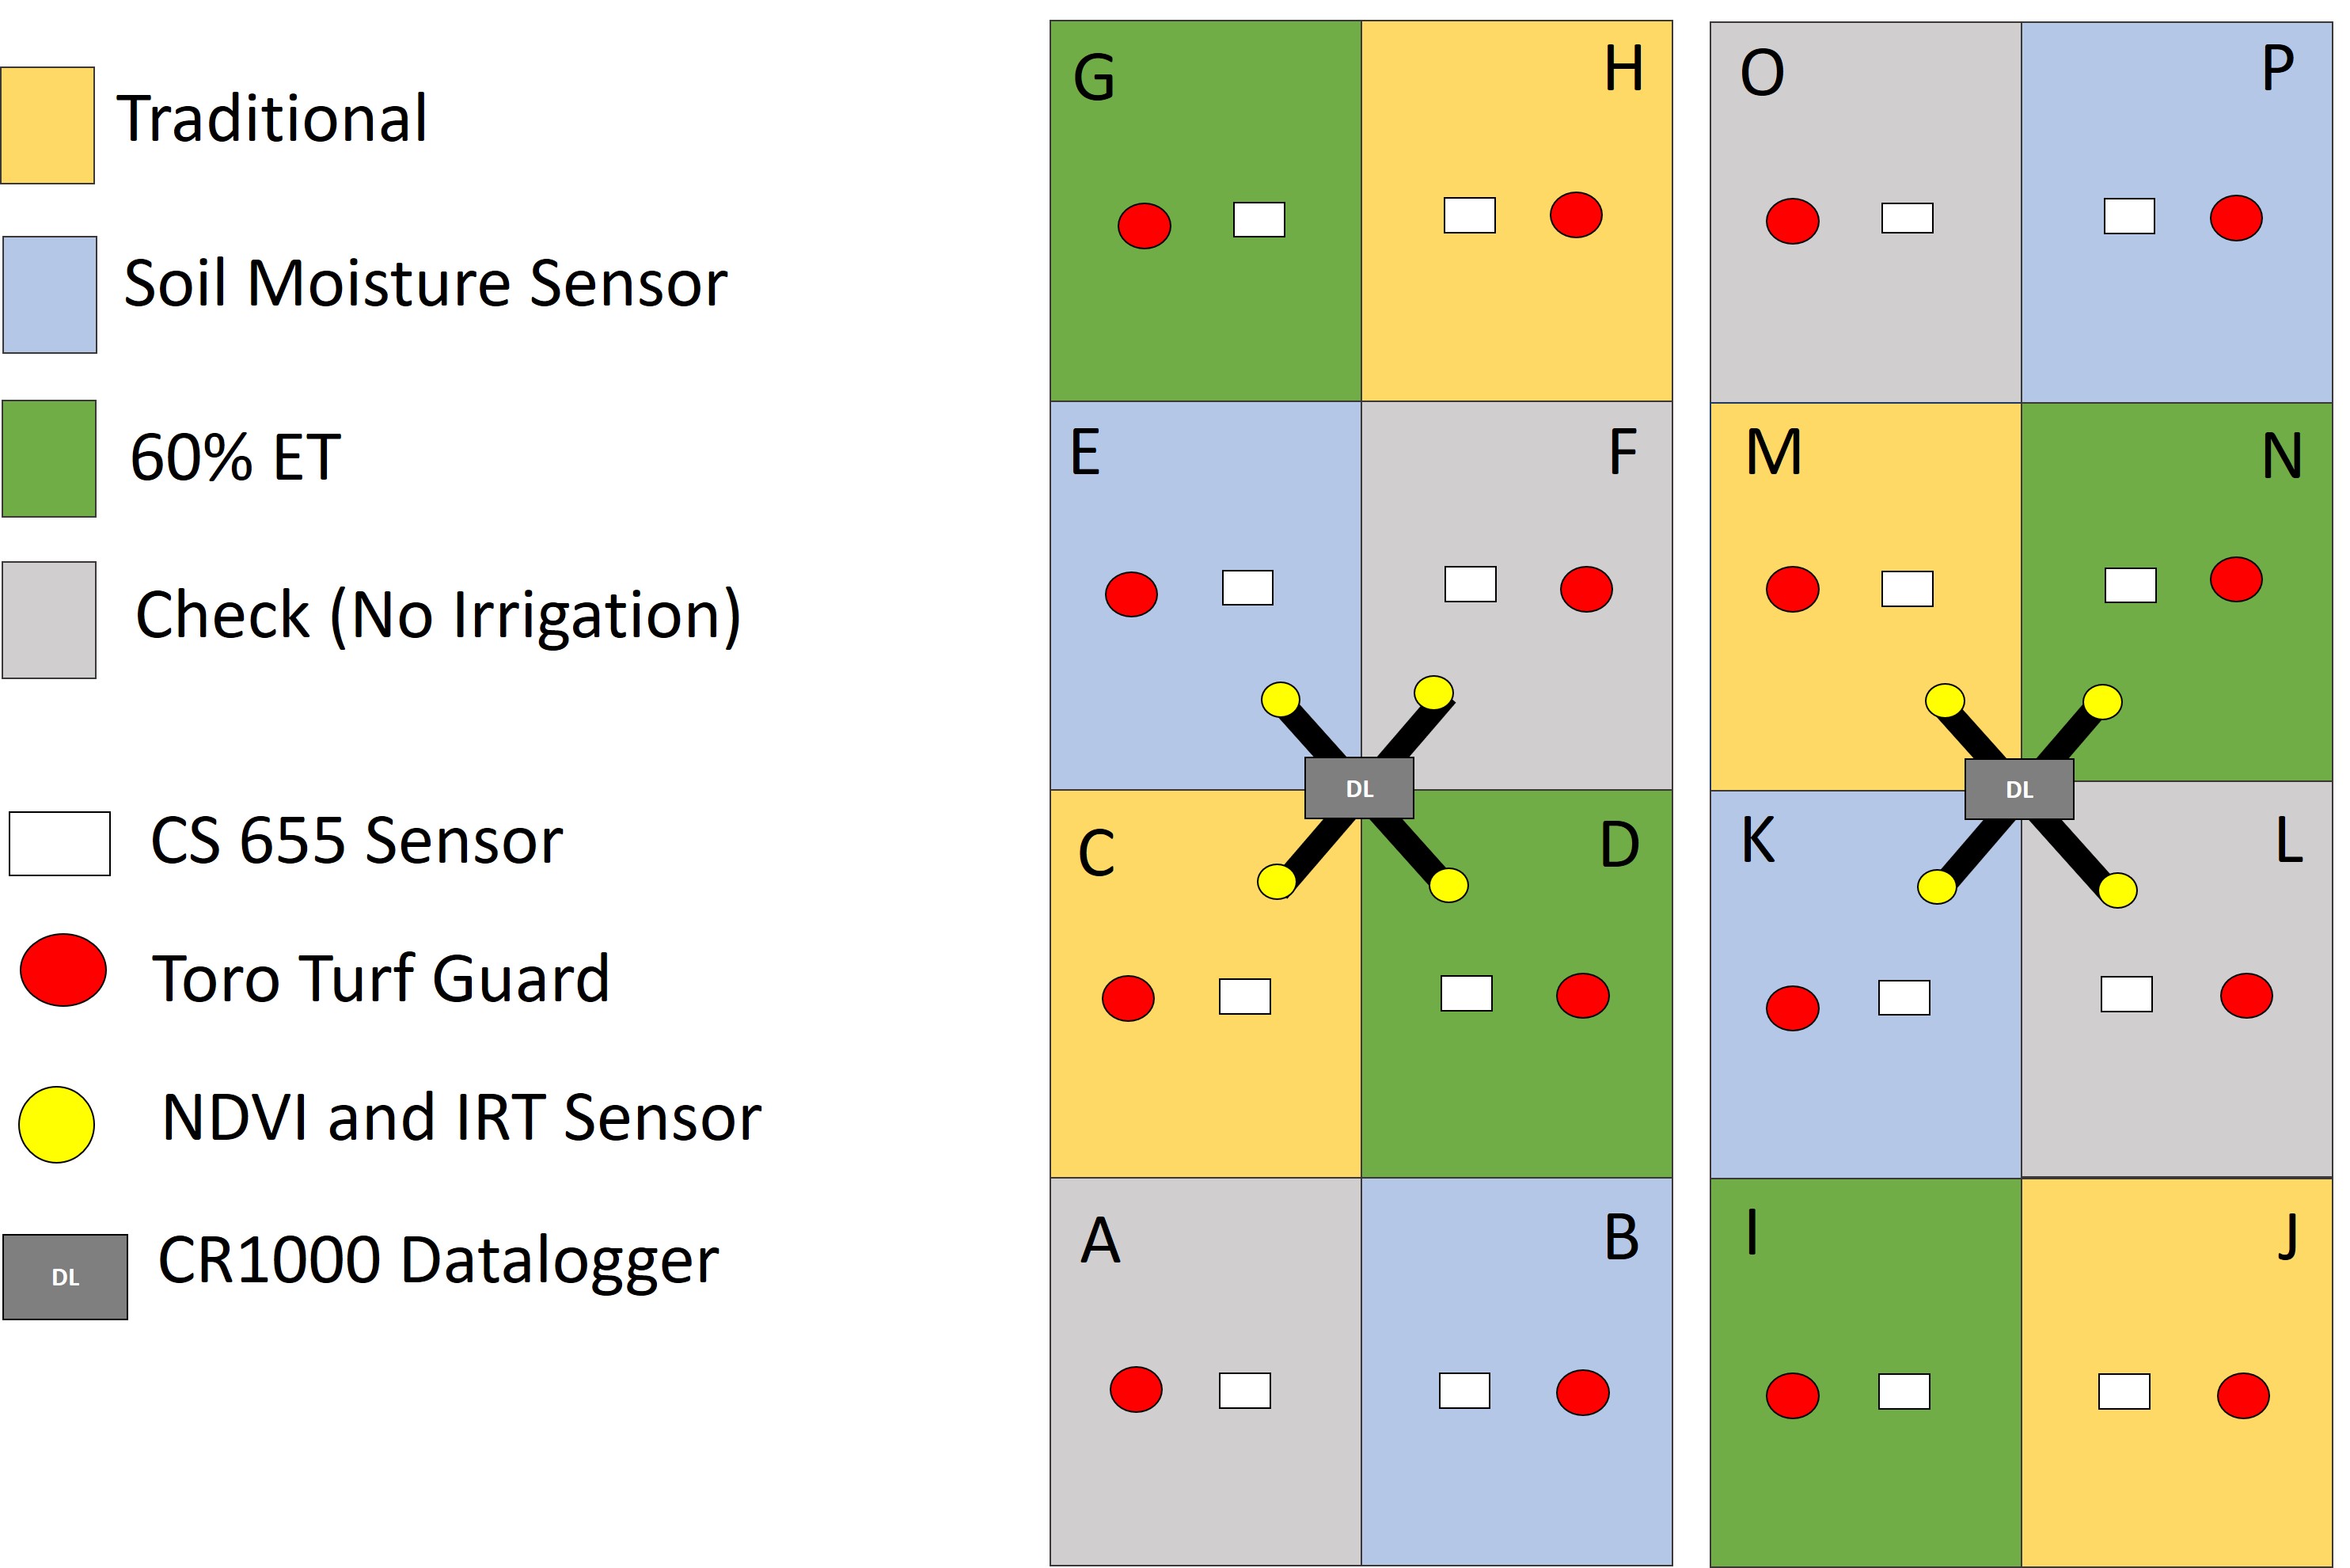 Traditional
Soil Moisture Sensor
60% ET
Check (No Irrigation)
CS 655 Sensor
Toro Turf Guard
NDVI and IRT Sensor
DL
CR1000 Datalogger
G
H
E
F
DL
C
D
A
B
O
P
M
N
DL
K
L
I
J